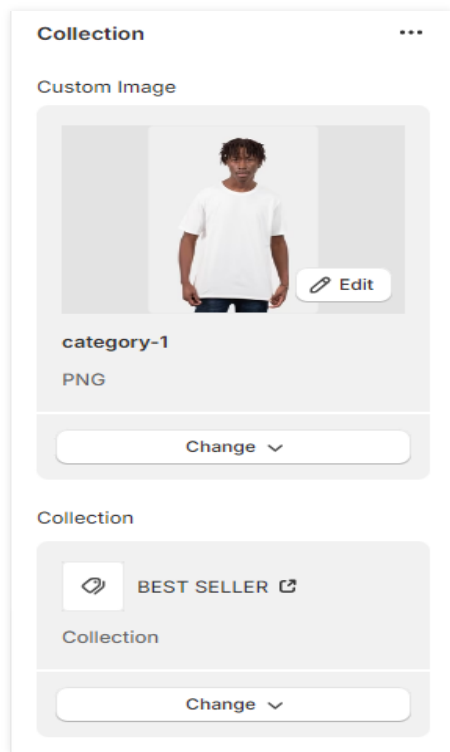 Collection
Custom Image
Edit
category-1
PNG
Change
Collection
BEST SELLER
Collection
Change